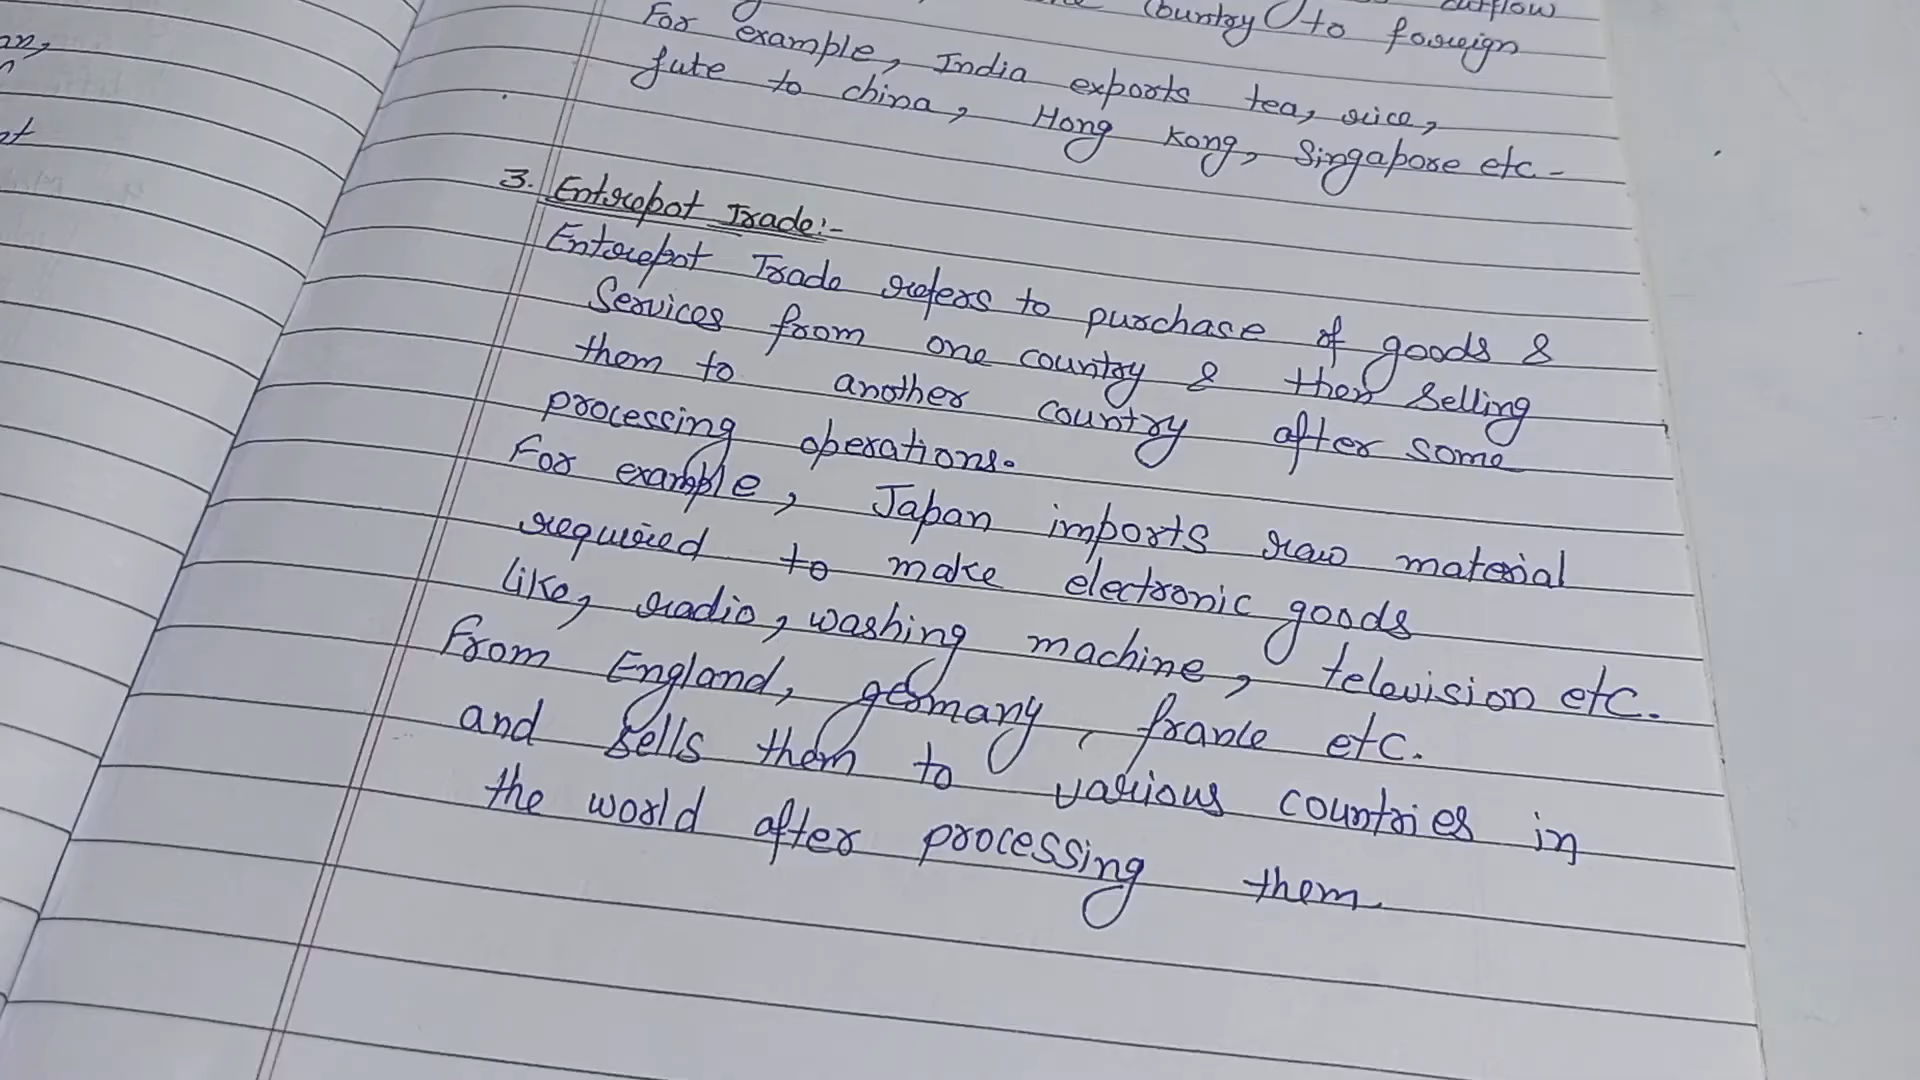 outflow
country to foreign
For example, India exports tea, rice,
Jute to china, Hong Kong, Singapore etc-
3. Enterepot Trade:-
Enterepot Trade refers to purchase of goods &
Services from one country & then Selling
them to another country after some
processing operations.
For example, Japan imports raw material
required to make electronic goods
like, radio, washing machine, television etc.
From England, germany, france etc.
and sells them to various countries in
the world after processing them